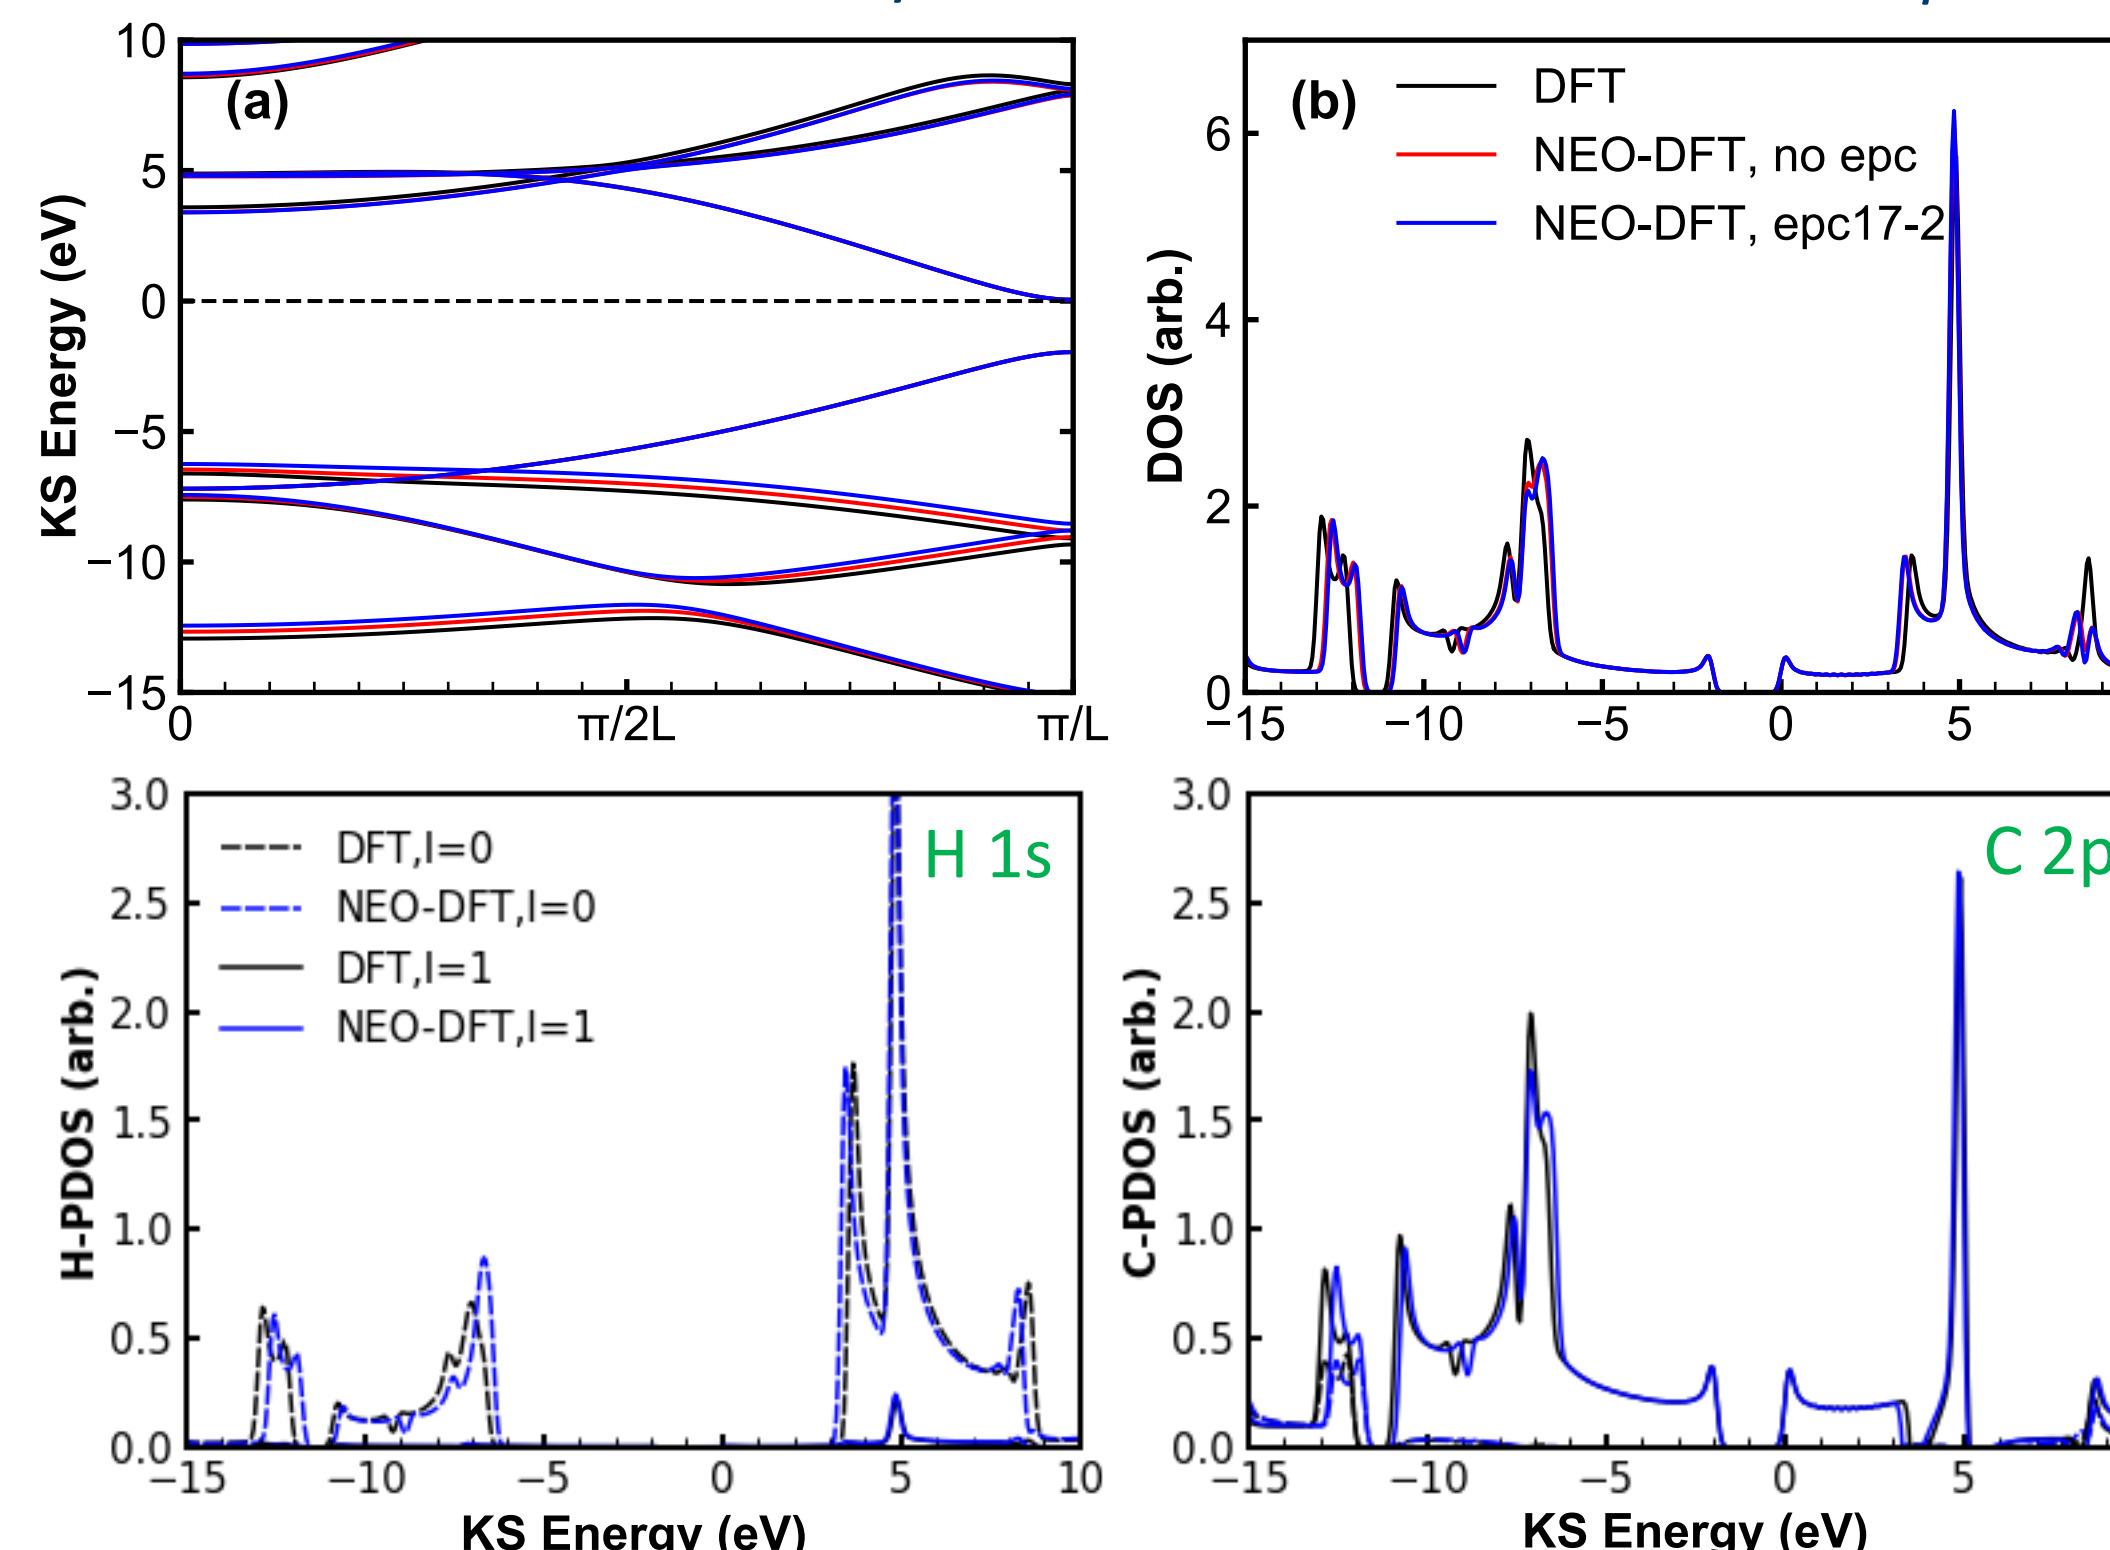 10
5
0
−5
−10
−15
KS Energy (eV)
(a)
0
π/2L
π/L
6
4
2
0
DOS (arb.)
(b)
DFT
NEO-DFT, no epc
NEO-DFT, epc17-2
−15
−10
−5
0
5
3.0
2.5
2.0
1.5
1.0
0.5
0.0
H-PDOS (arb.)
DFT,l=0
NEO-DFT,l=0
DFT,l=1
NEO-DFT,l=1
H 1s
−15
−10
−5
0
5
10
KS Energy (eV)
3.0
2.5
2.0
1.5
1.0
0.5
0.0
C-PDOS (arb.)
C 2p
−15
−10
−5
0
5
KS Energy (eV)